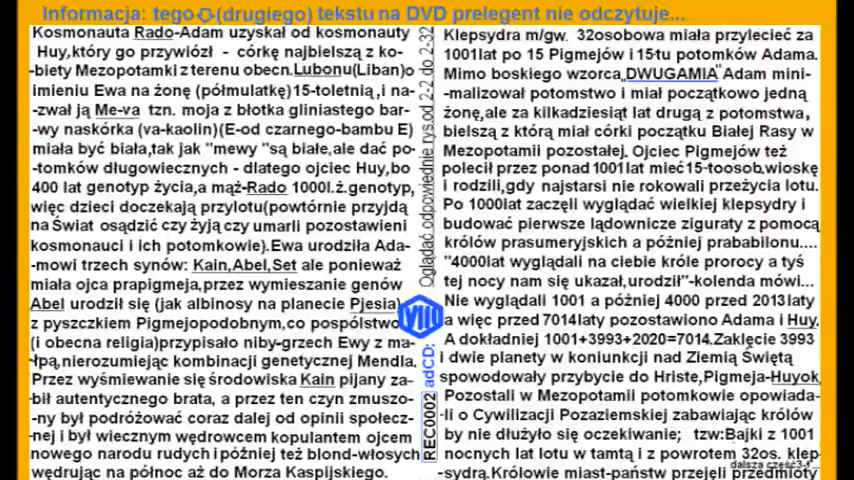 Informacja: tego (drugiego) tekstu na DVD prelegent nie odczytuje...
Kosmonauta Rado-Adam uzyskał od kosmonauty
Huy,który go przywiózł - córkę najbielszą z ko-
-biety Mezopotamki z terenu obecn.Lubonu(Liban)o
imieniu Ewa na żonę (półmulatkę)15-toletnią,i na-
-zwał ją Me-va tzn. moja z błotka gliniastego bar-
-wy naskórka (va-kaolin)(E-od czarnego-bambu E)
miała być biała,tak jak "mewy "są białe,ale dać po-
-tomków długowiecznych - dlatego ojciec Huy,bo
400 lat genotyp życia,a mąż-Rado 1000l.ż.genotyp,
więc dzieci doczekają przylotu(powtórnie przyjdą
na Świat osądzić czy żyją czy umarli pozostawieni
kosmonauci i ich potomkowie).Ewa urodziła Ada-
-mowi trzech synów: Kain,Abel,Set ale ponieważ
miała ojca prapigmeja,przez wymieszanie genów
Abel urodził się (jak albinosy na planecie Pjesia)
z pyszczkiem Pigmejopodobnym,co pospólstwo
(i obecna religia)przypisało niby-grzech Ewy z ma-
-łpą,nierozumiejąc kombinacji genetycznej Mendla.
Przez wyśmiewanie się środowiska Kain pijany za-
-bił autentycznego brata, a przez ten czyn zmuszo-
-ny był podróżować coraz dalej od opinii społecz-
-nej i był wiecznym wędrowcem kopulantem ojcem
nowego narodu rudych i później też blond-włosych
wędrując na północ aż do Morza Kaspijskiego.
Oglądać odpowiednie rys.od 2-2 do 2-32
VIII
adCD:
REC0002
Klepsydra m/gw. 32osobowa miała przylecieć za
1001lat po 15 Pigmejów i 15-tu potomków Adama.
Mimo boskiego wzorca„DWUGAMIA"Adam mini-
-malizował potomstwo i miał początkowo jedną
żonę,ale za kilkadziesiąt lat drugą z potomstwa,
bielszą z którą miał córki początku Białej Rasy w
Mezopotamii pozostałej. Ojciec Pigmejów też
polecił przez ponad 1001lat mieć15-toosob.wioskę
i rodzili,gdy najstarsi nie rokowali przeżycia lotu.
Po 1000lat zaczęli wyglądać wielkiej klepsydry i
budować pierwsze lądownicze ziguraty z pomocą
królów prasumeryjskich a później prababilonu....
"4000lat wyglądali na ciebie króle prorocy a tyś
tej nocy nam się ukazał,urodził"-kolenda mówi...
Nie wyglądali 1001 a później 4000 przed 2013laty
a więc przed 7014laty pozostawiono Adama i Huy.
A dokładniej 1001+3993+2020=7014.Zaklęcie 3993
i dwie planety w koniunkcji nad Ziemią Świętą
spowodowały przybycie do Hriste,Pigmeja-Huyok.
Pozostali w Mezopotamii potomkowie opowiada-
-li o Cywilizacji Pozaziemskiej zabawiając królów
by nie dłużyło się oczekiwanie; tzw:Bajki z 1001
nocnych lat lotu w tamtą i z powrotem 32os. klep-
-sydrą.Królowie miast-państw przejęli przedmioty
dalsza część3-1